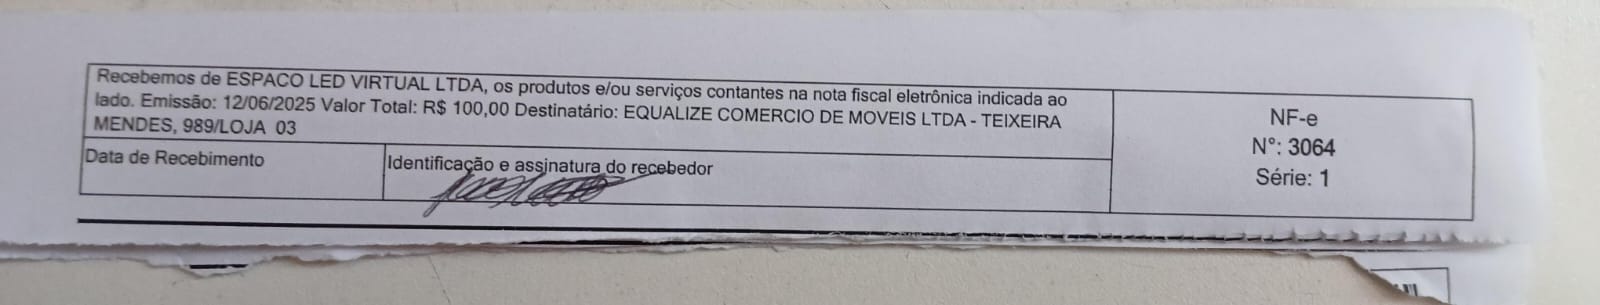 Recebemos de ESPACO LED VIRTUAL LTDA, os produtos e/ou serviços contantes na nota fiscal eletrônica indicada ao
lado. Emissão: 12/06/2025 Valor Total: R$ 100,00 Destinatário: EQUALIZE COMERCIO DE MOVEIS LTDA - TEIXEIRA
MENDES, 989/LOJA 03
Data de Recebimento
Identificação e assinatura do recebedor
NF-e
N°: 3064
Série: 1